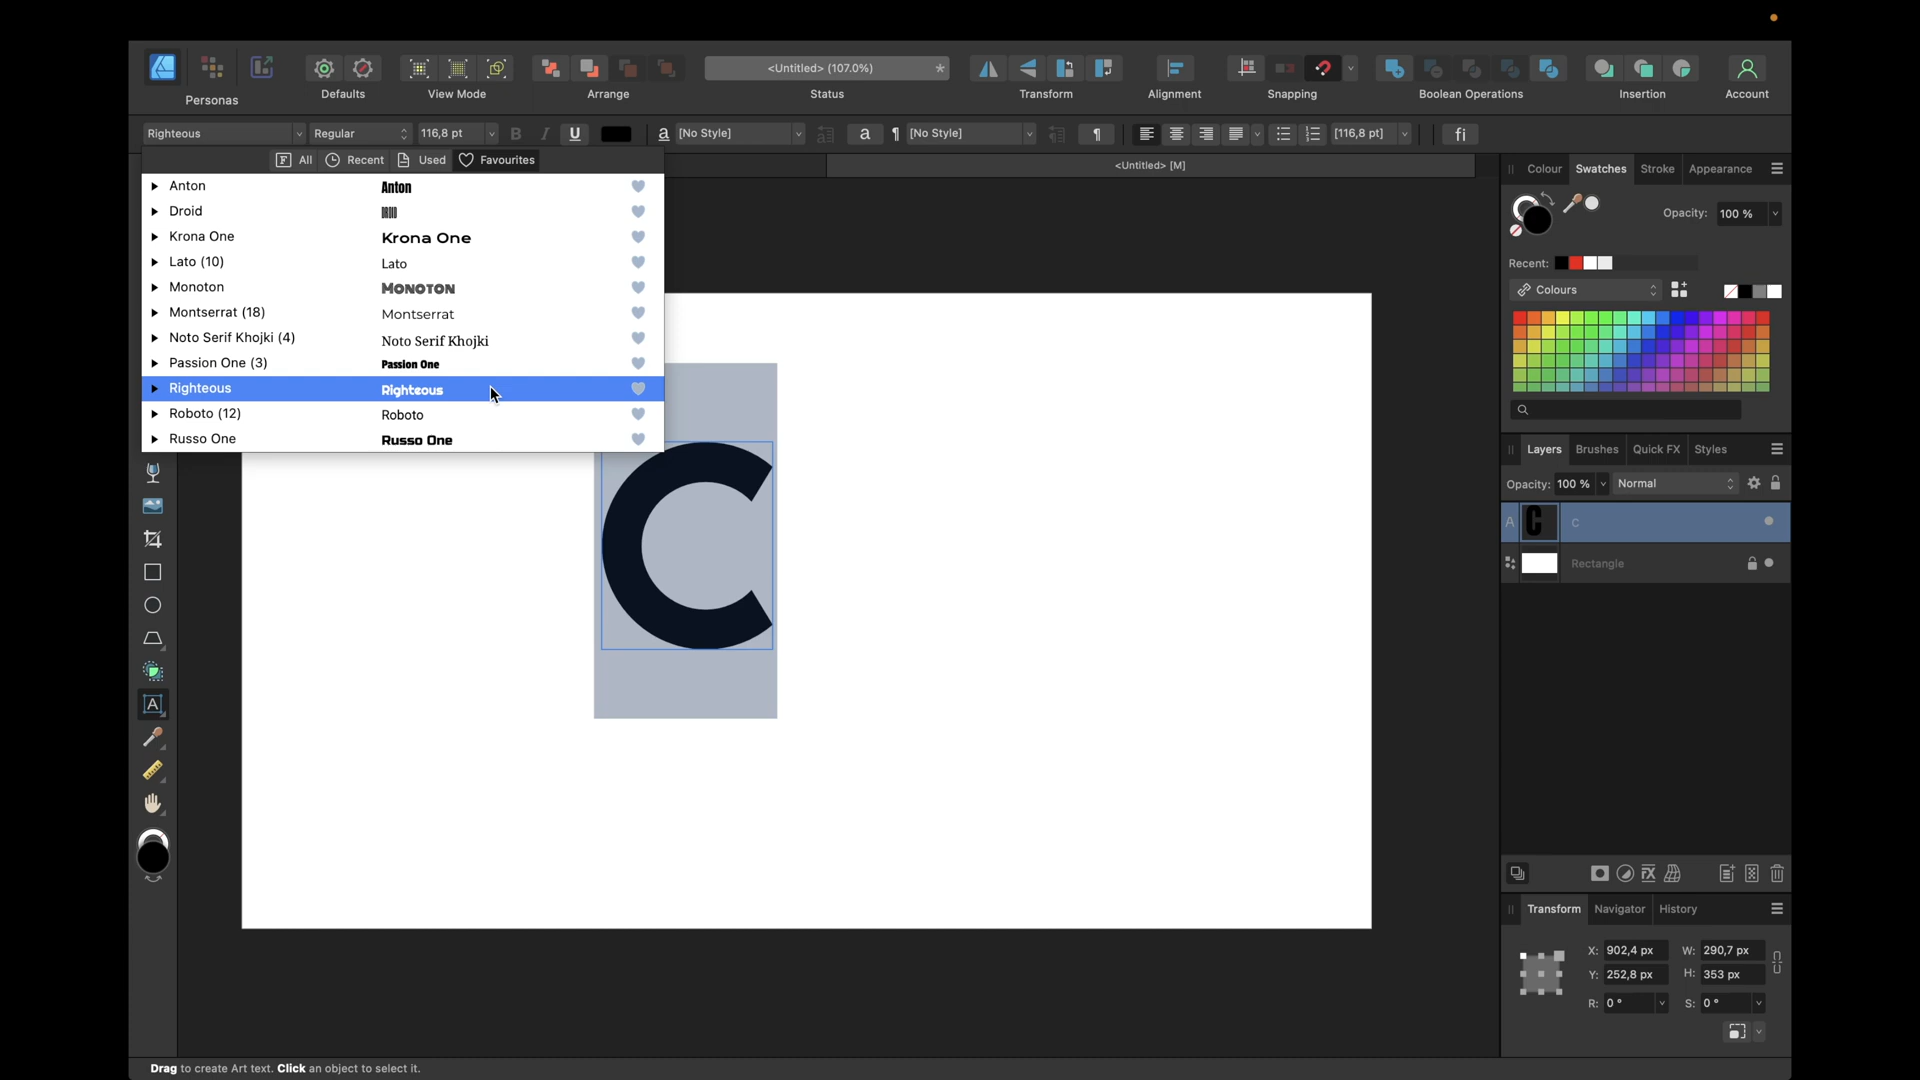 <Untitled> (107.0%) *
Personas Defaults View Mode Arrange Status Transform Alignment Snapping Boolean Operations Insertion Account
Righteous Regular 116,8 pt B I U a [No Style] a ¶ [No Style] ¶ [116,8 pt] fi
F All Recent Used Favourites
<Untitled> [M]
Anton Anton
Droid DROID
Krona One Krona One
Lato (10) Lato
Monoton MONOTON
Montserrat (18) Montserrat
Noto Serif Khojki (4) Noto Serif Khojki
Passion One (3) Passion One
Righteous Righteous
Roboto (12) Roboto
Russo One Russo One
C
A
Colour Swatches Stroke Appearance
Opacity: 100 %
Recent:
Colours
Layers Brushes Quick FX Styles
Opacity: 100 % Normal
A C C
Rectangle
FX
Transform Navigator History
X: 902,4 px W: 290,7 px
Y: 252,8 px H: 353 px
R: 0 ° S: 0 °
Drag to create Art text. Click an object to select it.